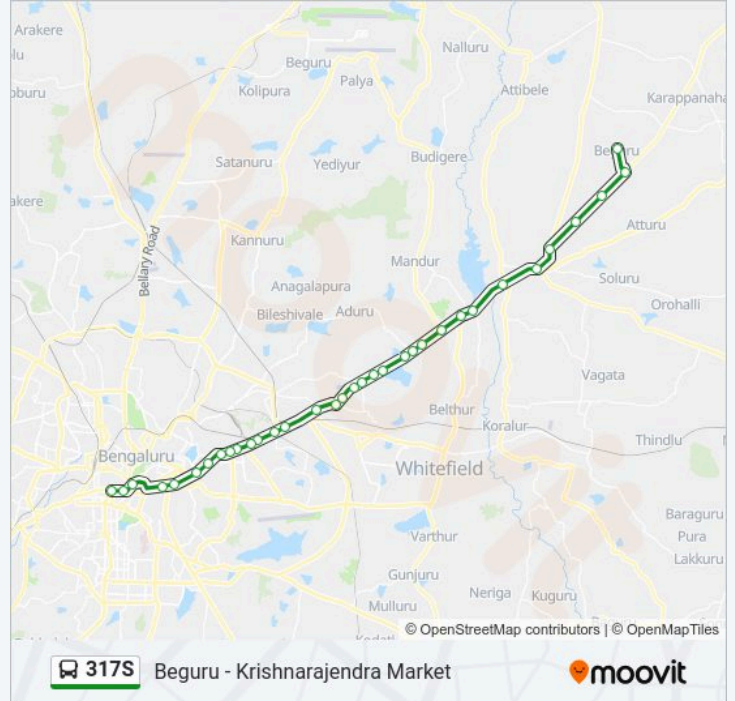 Arakere
Nalluru
Beguru
Palya
Kolipura
Attibele
Karappanaha
Satanuru
Yediyur
Budigere
Beguru
akere
Atturu
Kannuru
Bellary Road
Mandur
Soluru
Anagalapura
Orohalli
Bileshivale
Aduru
Vagata
Belthur
Koralur
Thindlu
Bengaluru
Whitefield
Baraguru
Varthur
Pura
Lakkuru
Gunjuru
Neriga
Kuguru
Mulluru
© OpenStreetMap contributors | © OpenMapTiles
317S Beguru - Krishnarajendra Market
moovit